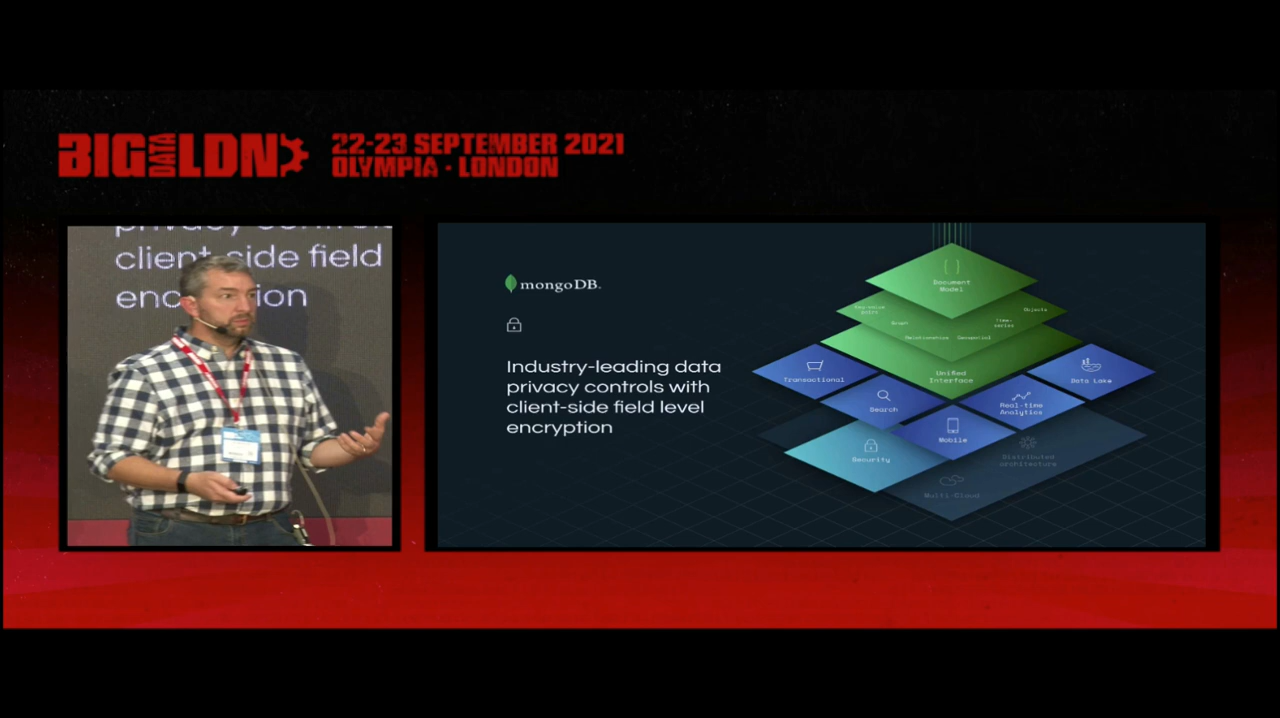 BIG DATA LDN
22-23 SEPTEMBER 2021
OLYMPIA · LONDON
privacy
client-side field
encryption
mongoDB.
Industry-leading data
privacy controls with
client-side field level
encryption
{ }
Document
Model
Graph
Time-
series
Objects
Relationships
Geospatial
Unified
Interface
Transactional
Search
Mobile
Real-time
Analytics
Data Lake
Security
Distributed
architecture
Multi-Cloud